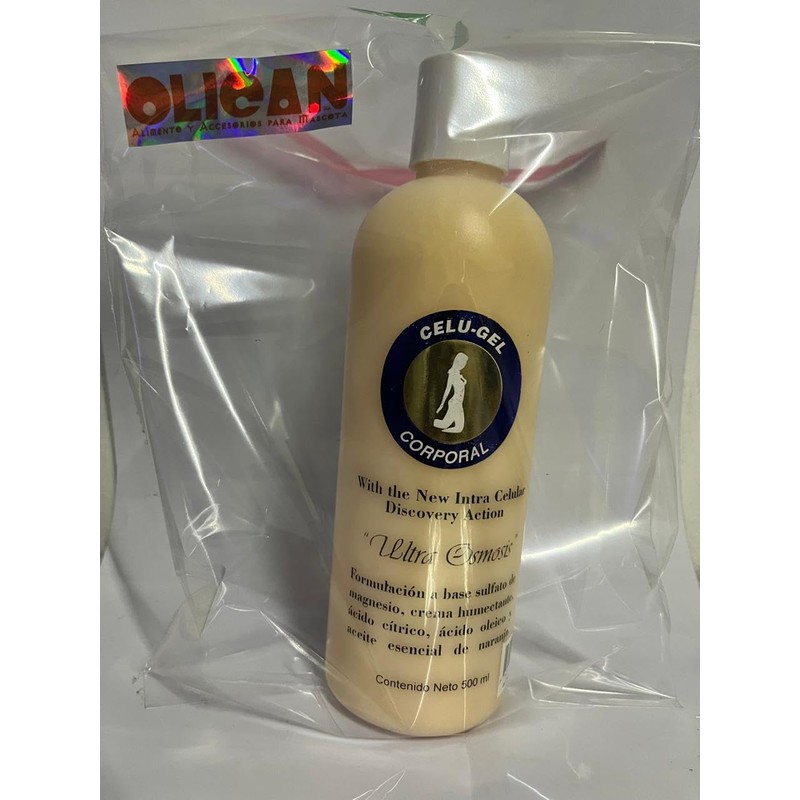 OLICAN
ALIMENTO Y ACCESORIOS PARA MASCOTA
CELU-GEL
CORPORAL
With the New Intra Celular
Discovery Action
"Ultra Osmosis"
Formulación a base sulfato de
magnesio, crema humectante,
ácido cítrico, ácido oleico y
aceite esencial de naranja
Contenido Neto 500 ml